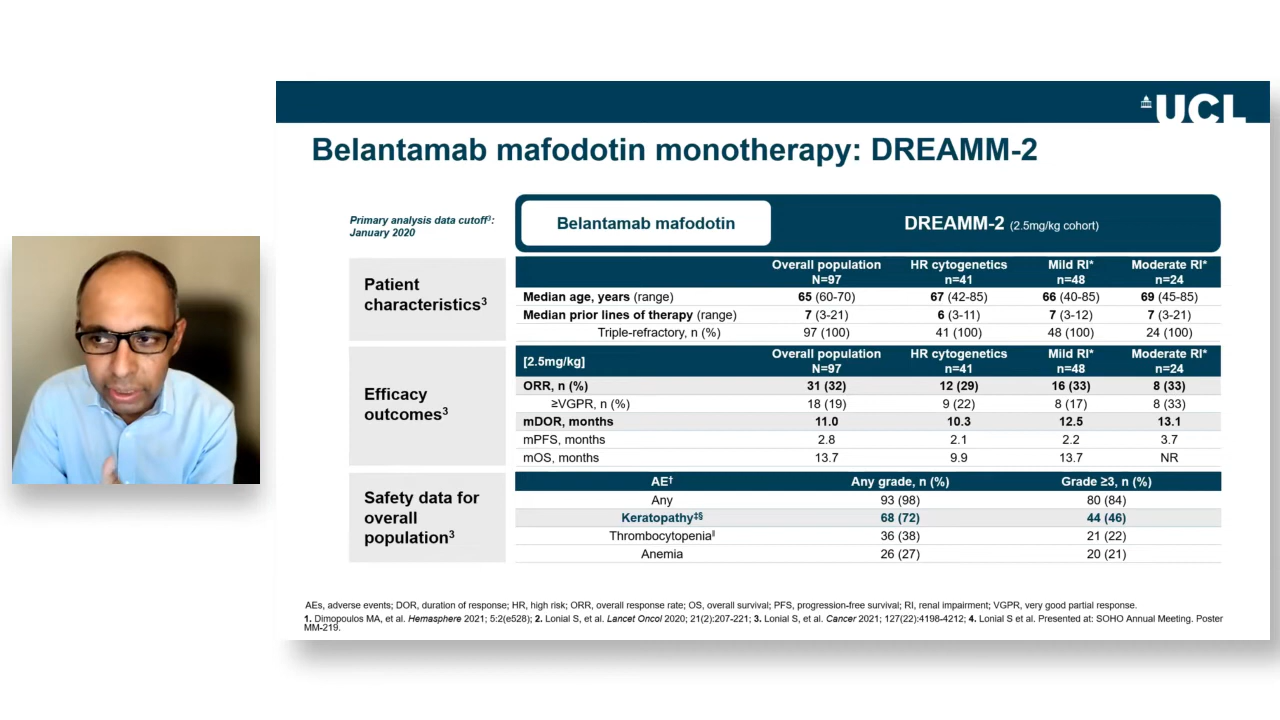 UCL
Belantamab mafodotin monotherapy: DREAMM-2
Primary analysis data cutoff³:
January 2020
Belantamab mafodotin
DREAMM-2 (2.5mg/kg cohort)
Patient
characteristics³
Overall population HR cytogenetics Mild RI* Moderate RI*
N=97 n=41 n=48 n=24
Median age, years (range) 65 (60-70) 67 (42-85) 66 (40-85) 69 (45-85)
Median prior lines of therapy (range) 7 (3-21) 6 (3-11) 7 (3-12) 7 (3-21)
Triple-refractory, n (%) 97 (100) 41 (100) 48 (100) 24 (100)
Efficacy
outcomes³
[2.5mg/kg] Overall population HR cytogenetics Mild RI* Moderate RI*
N=97 n=41 n=48 n=24
ORR, n (%) 31 (32) 12 (29) 16 (33) 8 (33)
≥VGPR, n (%) 18 (19) 9 (22) 8 (17) 8 (33)
mDOR, months 11.0 10.3 12.5 13.1
mPFS, months 2.8 2.1 2.2 3.7
mOS, months 13.7 9.9 13.7 NR
Safety data for
overall
population³
AE† Any grade, n (%) Grade ≥3, n (%)
Any 93 (98) 80 (84)
Keratopathy‡§ 68 (72) 44 (46)
Thrombocytopenia‖ 36 (38) 21 (22)
Anemia 26 (27) 20 (21)
AEs, adverse events; DOR, duration of response; HR, high risk; ORR, overall response rate; OS, overall survival; PFS, progression-free survival; RI, renal impairment; VGPR, very good partial response.
1. Dimopoulos MA, et al. Hemasphere 2021; 5:2(e528); 2. Lonial S, et al. Lancet Oncol 2020; 21(2):207-221; 3. Lonial S, et al. Cancer 2021; 127(22):4198-4212; 4. Lonial S et al. Presented at: SOHO Annual Meeting. Poster
MM-219.